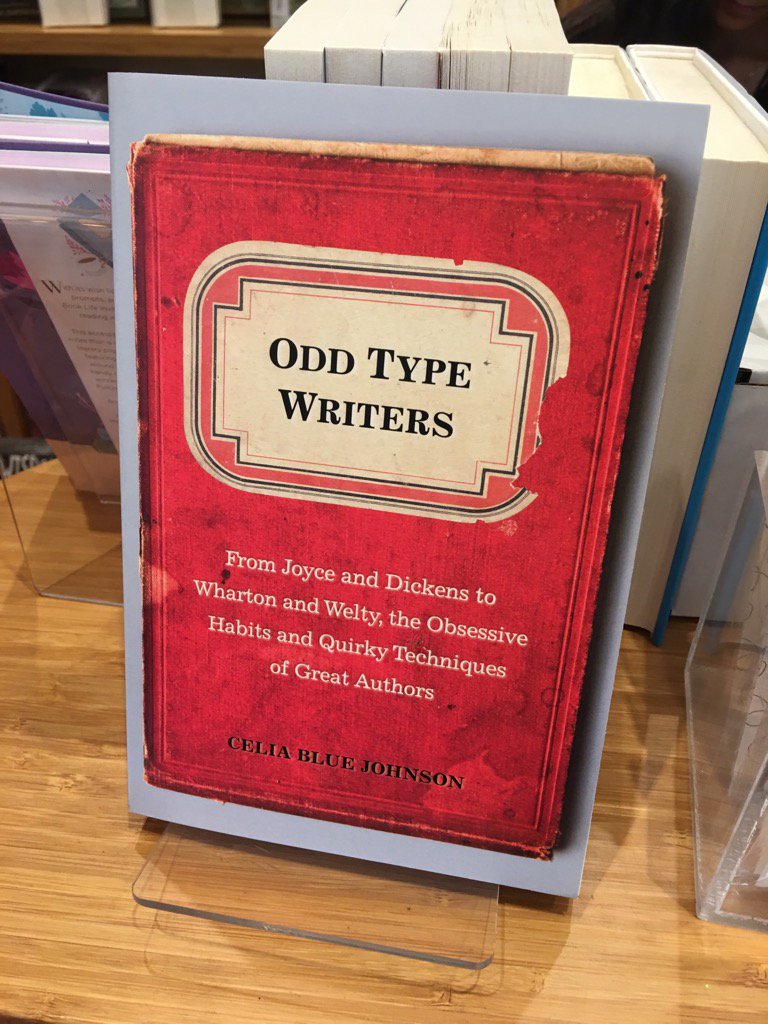 ODD TYPE
WRITERS
From Joyce and Dickens to
Wharton and Welty, the Obsessive
Habits and Quirky Techniques
of Great Authors
CELIA BLUE JOHNSON